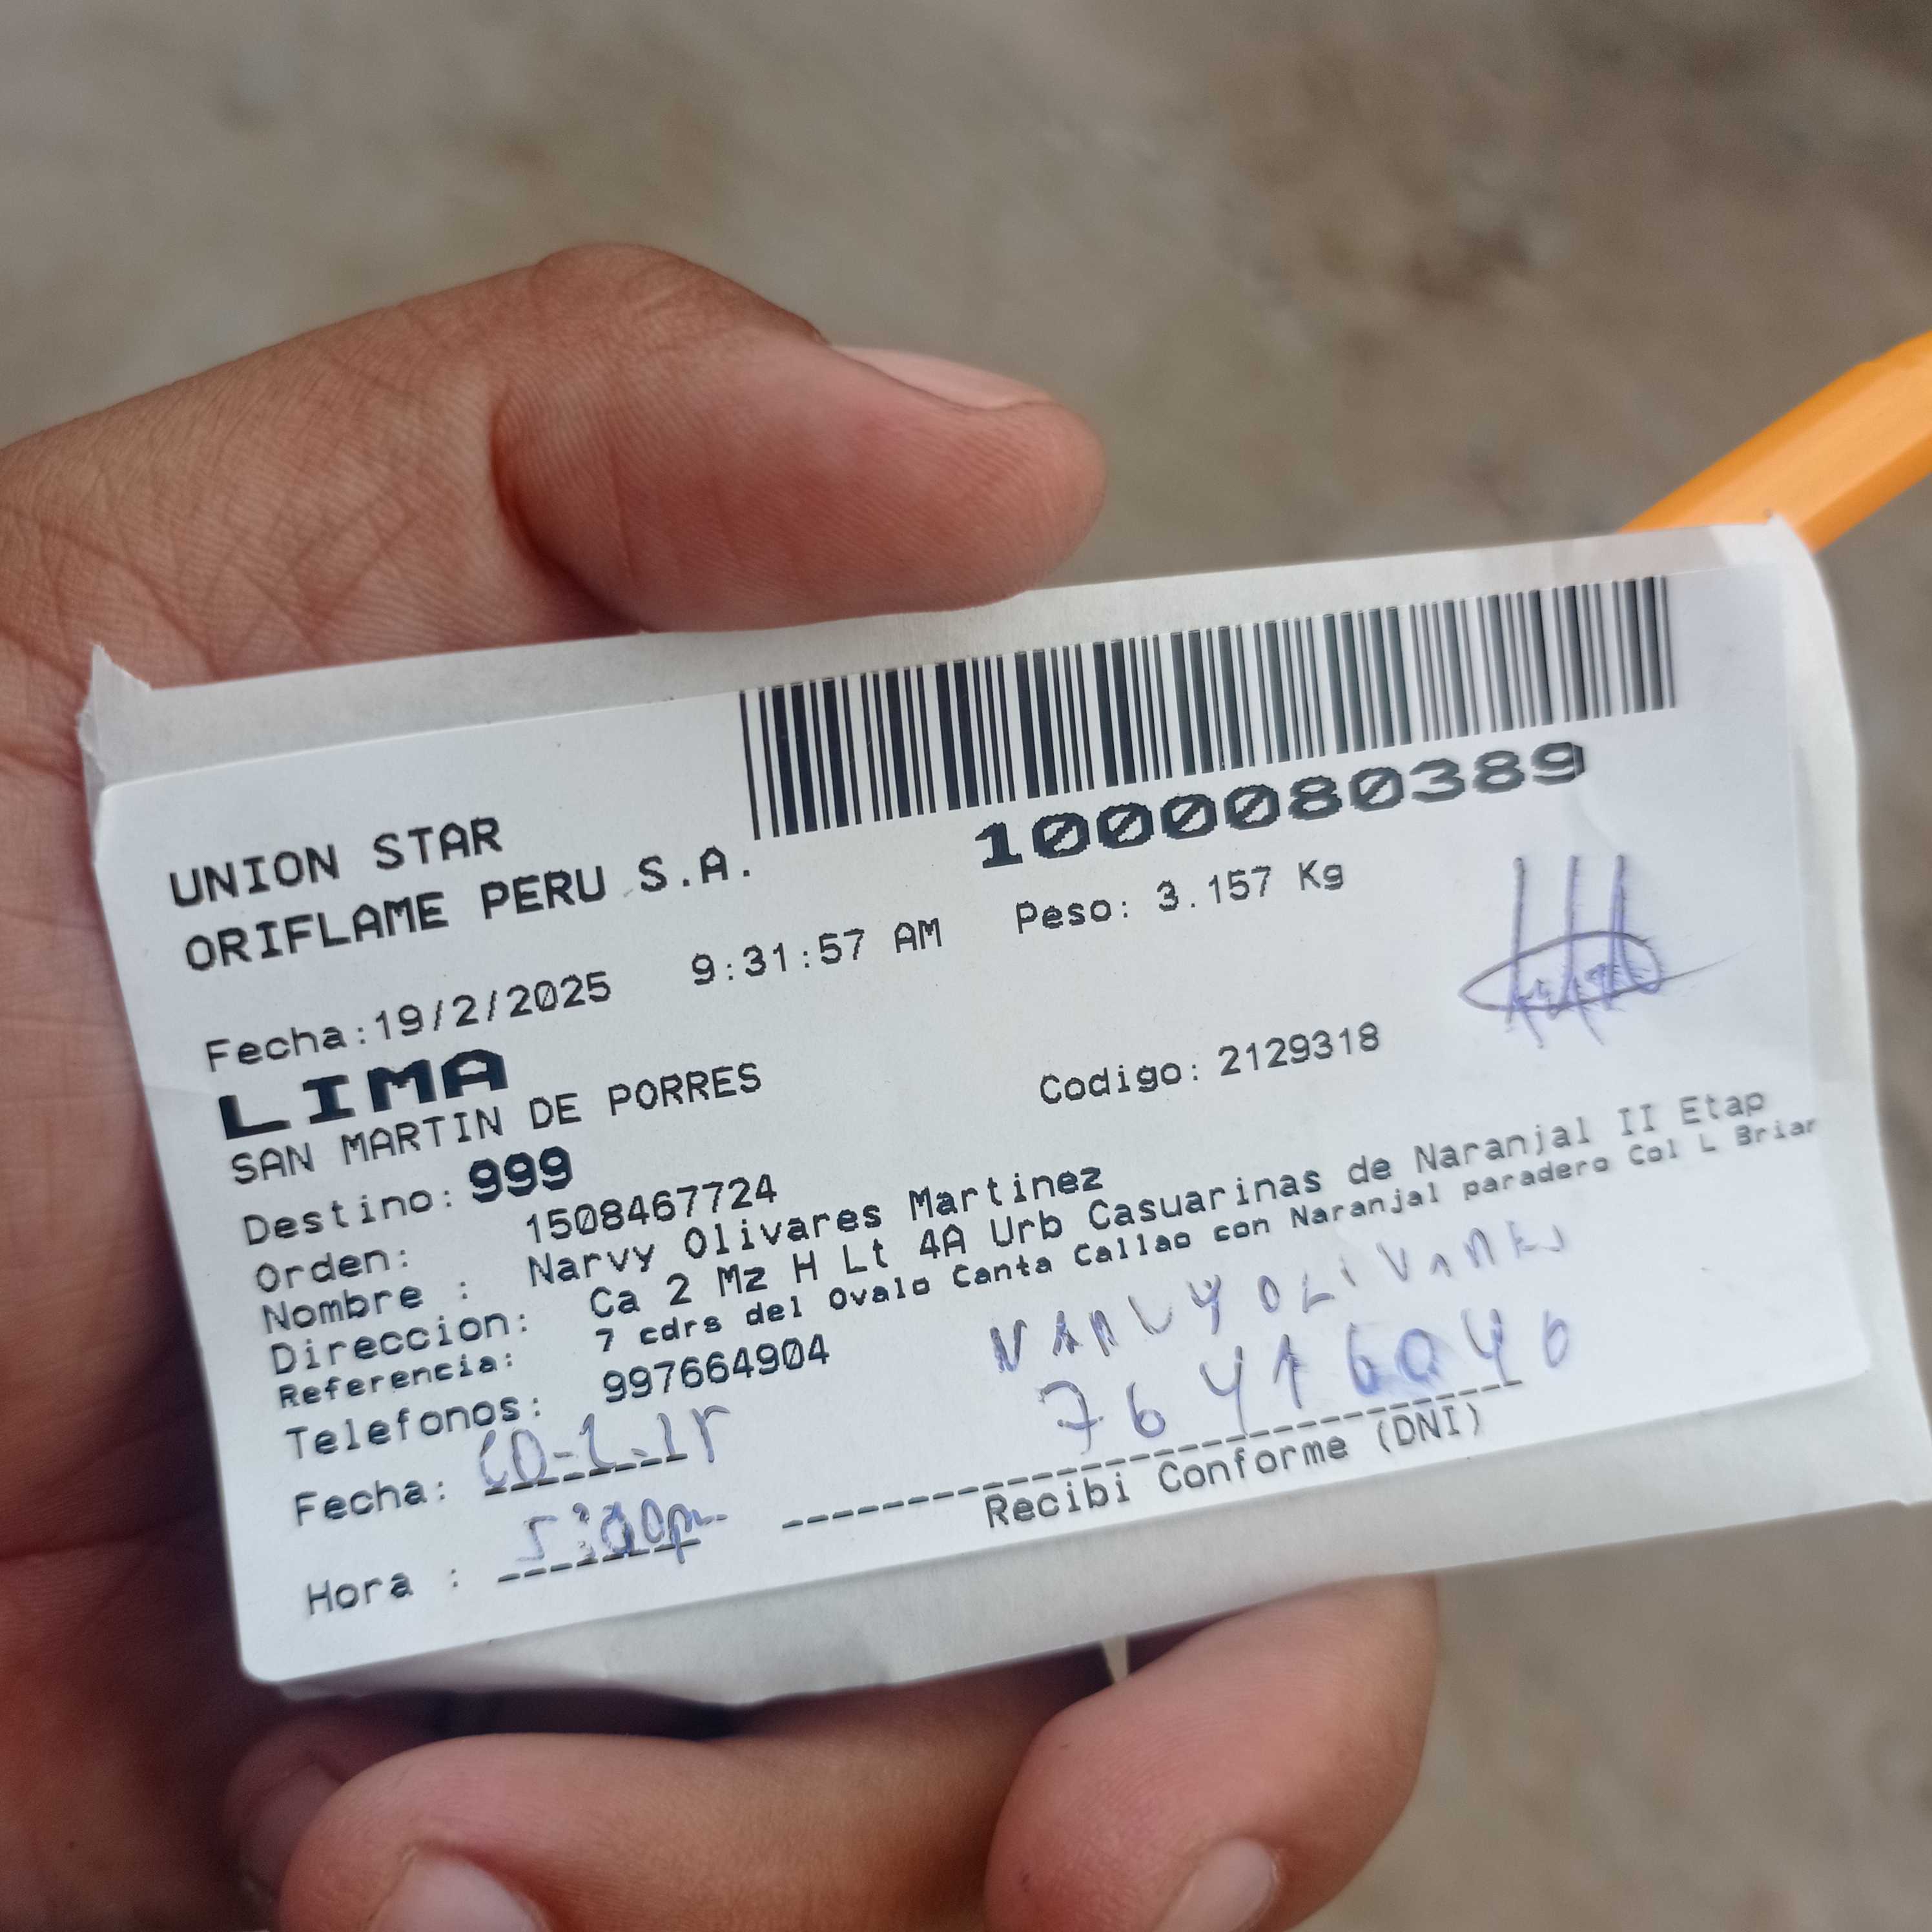 1000080389
UNION STAR
ORIFLAME PERU S.A.
Fecha:19/2/2025 9:31:57 AM Peso: 3.157 Kg
LIMA
SAN MARTIN DE PORRES Codigo: 2129318
Destino: 999
Orden: 1508467724
Nombre : Narvy Olivares Martinez
Direccion: Ca 2 Mz H Lt 4A Urb Casuarinas de Naranjal II Etap
Referencia: 7 cdrs del Ovalo Canta Callao con Naranjal paradero Col L Briar
Telefonos: 997664904
NARVY OLIVARES
76416040
Fecha:
Hora :
Recibi Conforme (DNI)